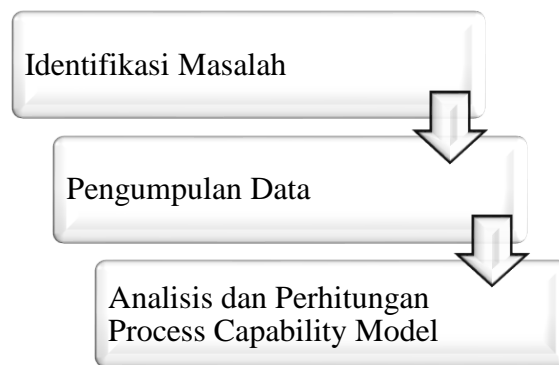 Identifikasi Masalah
Pengumpulan Data
Analisis dan Perhitungan
Process Capability Model